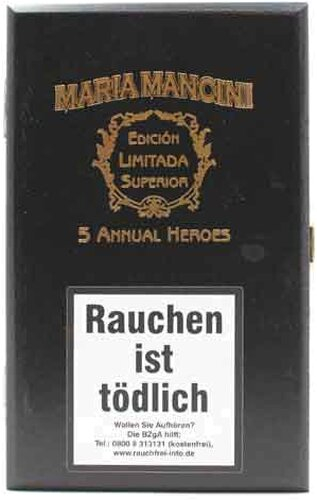 MARIA MANCINI
EDICIÓN
LIMITADA
SUPERIOR
5 ANNUAL HEROES
Rauchen
ist
tödlich
Wollen Sie Aufhören?
Die BZgA hilft:
Tel.: 0800 8 313131 (kostenfrei),
www.rauchfrei-info.de